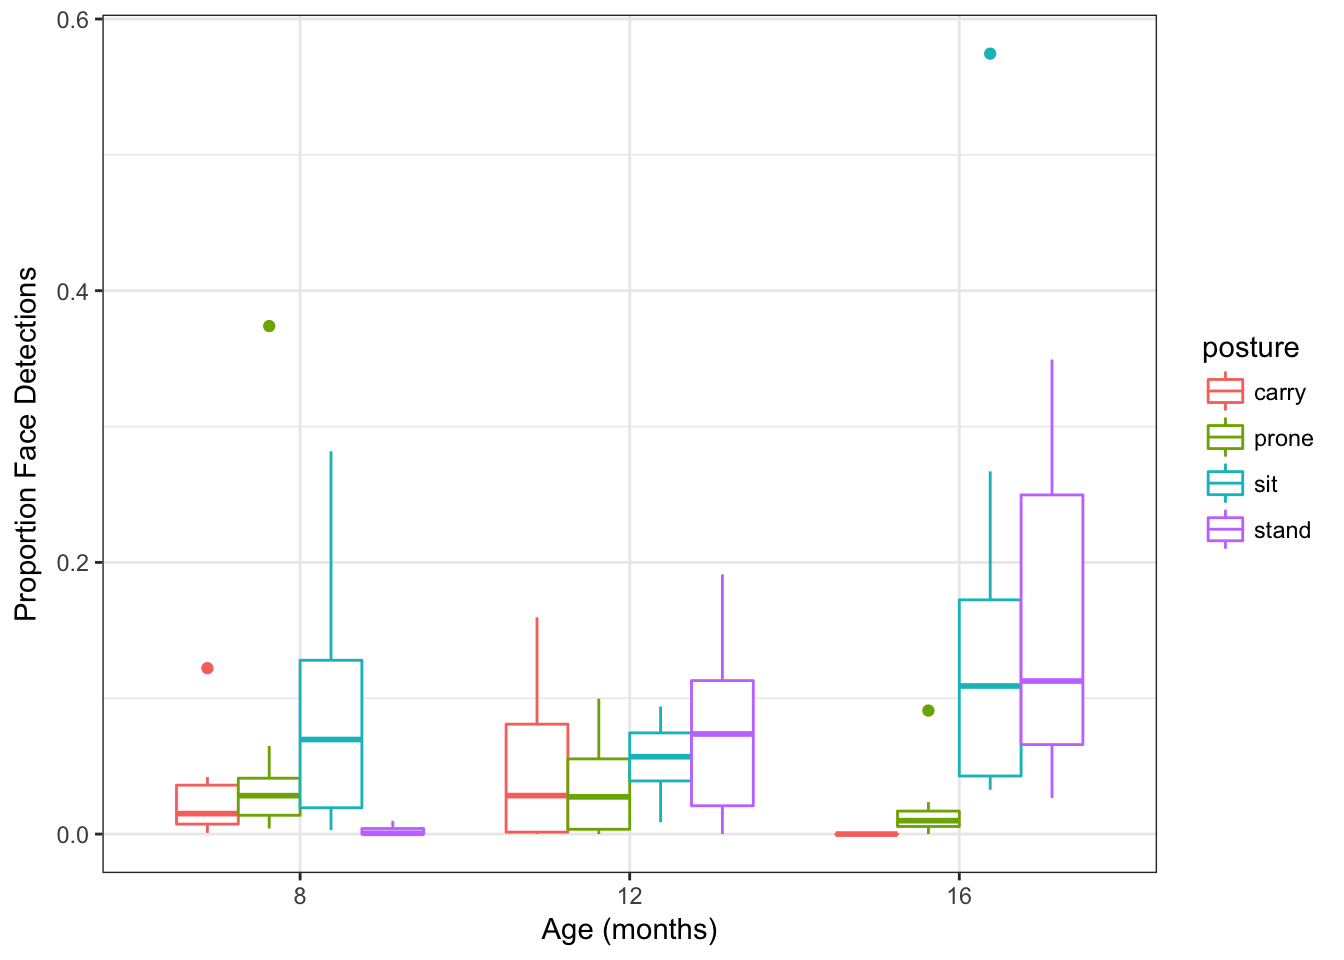 0.6
0.4
0.2
0.0
Proportion Face Detections
8
12
16
Age (months)
posture
carry
prone
sit
stand